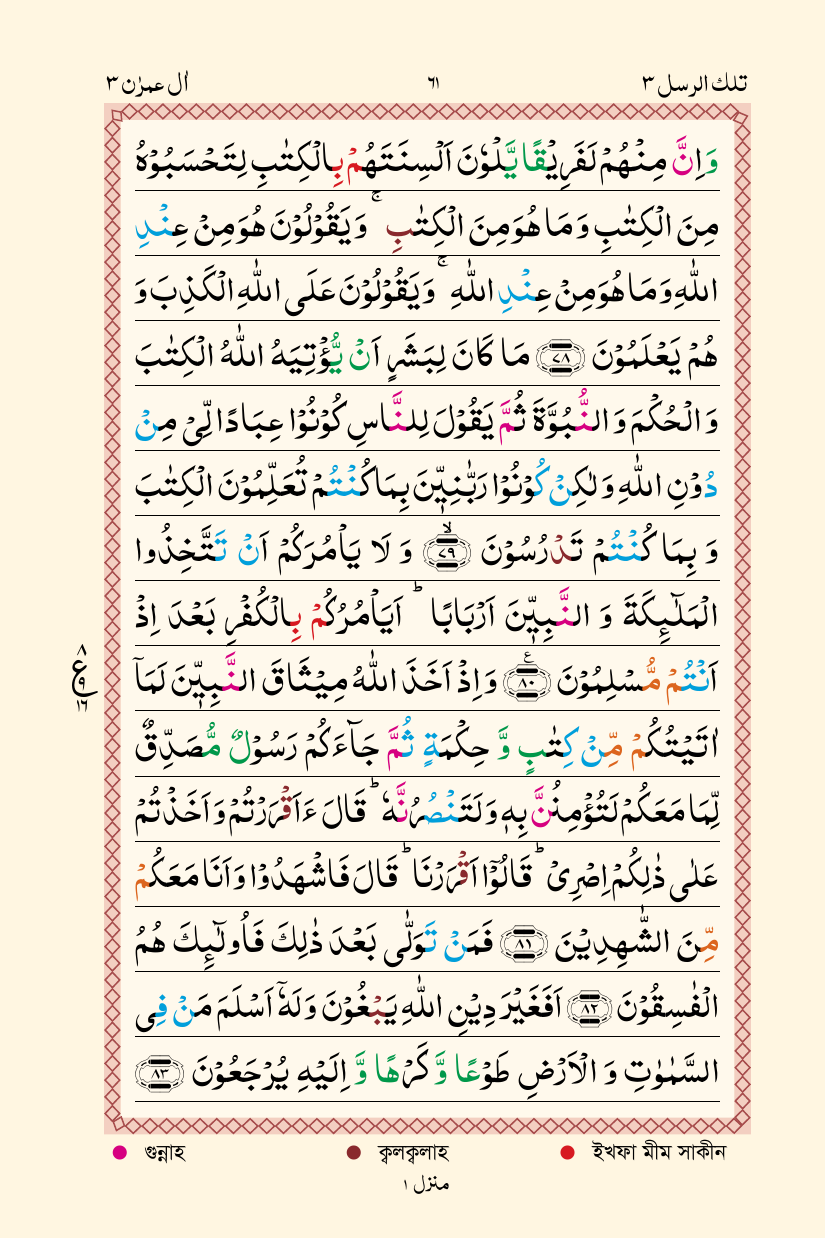 تلك الرسل ٣ ٦١ اٰل عمرٰن ٣
وَاِنَّ مِنْهُمْ لَفَرِيْقًا يَّلْوٗنَ اَلْسِنَتَهُمْ بِالْكِتٰبِ لِتَحْسَبُوْهُ
مِنَ الْكِتٰبِ وَمَا هُوَ مِنَ الْكِتٰبِ ۚ وَيَقُوْلُوْنَ هُوَ مِنْ عِنْدِ
اللّٰهِ وَمَا هُوَ مِنْ عِنْدِ اللّٰهِ ۚ وَيَقُوْلُوْنَ عَلَى اللّٰهِ الْكَذِبَ وَ
هُمْ يَعْلَمُوْنَ ﴿٧٨﴾ مَا كَانَ لِبَشَرٍ اَنْ يُّؤْتِيَهُ اللّٰهُ الْكِتٰبَ
وَالْحُكْمَ وَالنُّبُوَّةَ ثُمَّ يَقُوْلَ لِلنَّاسِ كُوْنُوْا عِبَادًا لِّيْ مِنْ
دُوْنِ اللّٰهِ وَلٰكِنْ كُوْنُوْا رَبّٰنِيّٖنَ بِمَا كُنْتُمْ تُعَلِّمُوْنَ الْكِتٰبَ
وَ بِمَا كُنْتُمْ تَدْرُسُوْنَ ۙ﴿٧٩﴾ وَ لَا يَاْمُرَكُمْ اَنْ تَتَّخِذُوا
الْمَلٰٓئِكَةَ وَ النَّبِيّٖنَ اَرْبَابًا ؕ اَيَاْمُرُكُمْ بِالْكُفْرِ بَعْدَ اِذْ
اَنْتُمْ مُّسْلِمُوْنَ ﴿٨٠﴾ ع وَاِذْ اَخَذَ اللّٰهُ مِيْثَاقَ النَّبِيّٖنَ لَمَاۤ
ع ١٦
اٰتَيْتُكُمْ مِّنْ كِتٰبٍ وَّ حِكْمَةٍ ثُمَّ جَآءَكُمْ رَسُوْلٌ مُّصَدِّقٌ
لِّمَا مَعَكُمْ لَتُؤْمِنُنَّ بِهٖ وَلَتَنْصُرُنَّهٗ ؕ قَالَ ءَاَقْرَرْتُمْ وَاَخَذْتُمْ
عَلٰى ذٰلِكُمْ اِصْرِيْ ؕ قَالُوْۤا اَقْرَرْنَا ؕ قَالَ فَاشْهَدُوْا وَاَنَا مَعَكُمْ
مِّنَ الشّٰهِدِيْنَ ﴿٨١﴾ فَمَنْ تَوَلّٰى بَعْدَ ذٰلِكَ فَاُولٰٓئِكَ هُمُ
الْفٰسِقُوْنَ ﴿٨٢﴾ اَفَغَيْرَ دِيْنِ اللّٰهِ يَبْغُوْنَ وَلَهٗۤ اَسْلَمَ مَنْ فِى
السَّمٰوٰتِ وَ الْاَرْضِ طَوْعًا وَّ كَرْهًا وَّ اِلَيْهِ يُرْجَعُوْنَ ﴿٨٣﴾
গুন্নাহ ক্বলক্বলাহ ইখফা মীম সাকীন
منزل ١